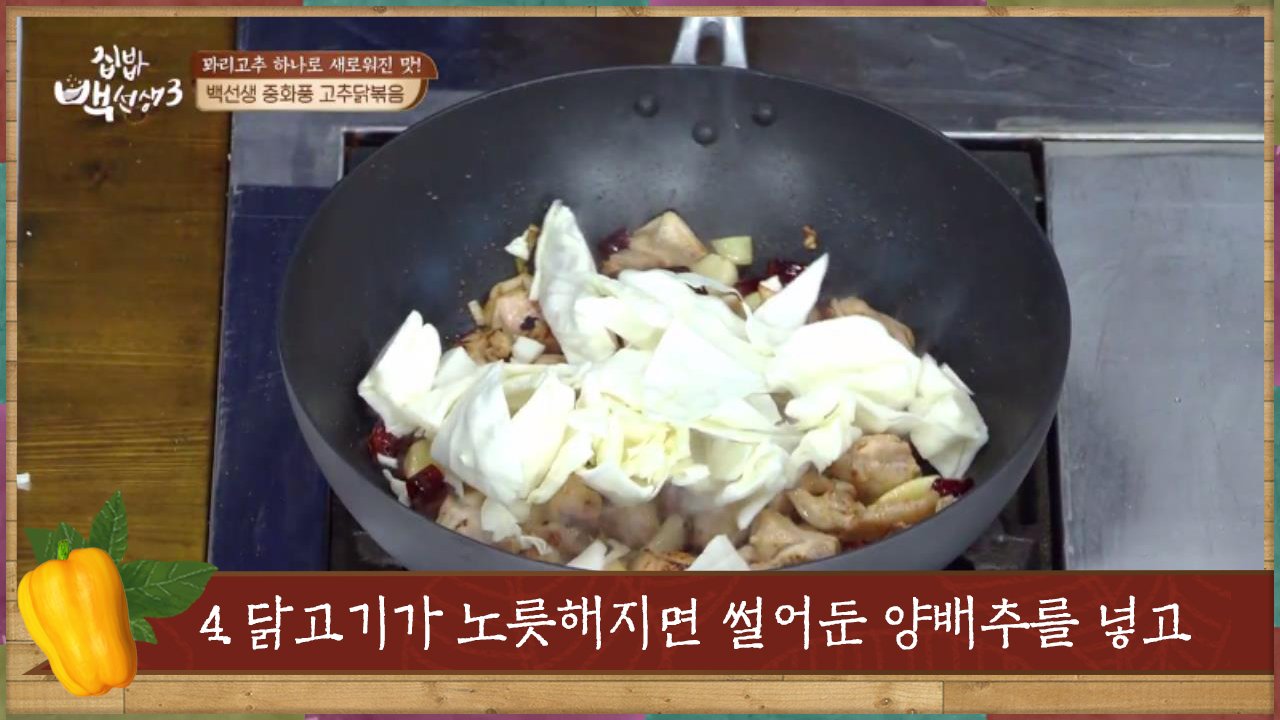 집밥
백선생3
꽈리고추 하나로 새로워진 맛!
백선생 중화풍 고추닭볶음
4. 닭고기가 노릇해지면 썰어둔 양배추를 넣고